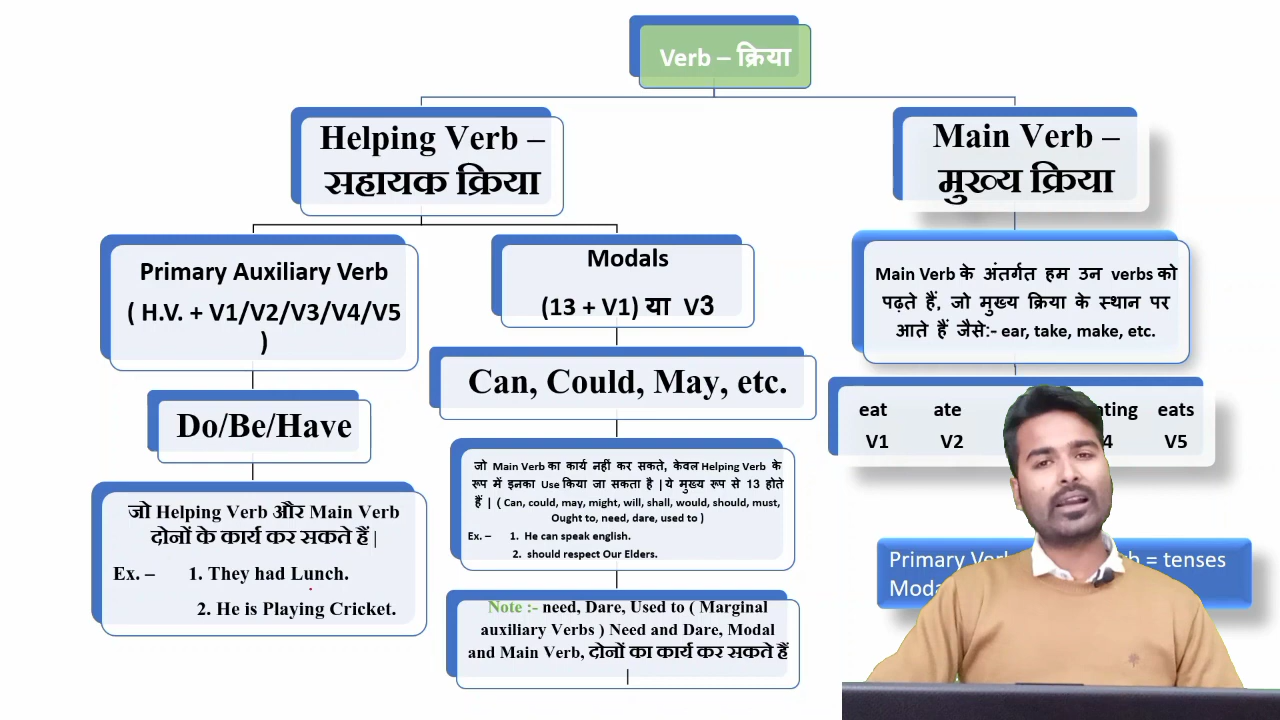 Verb – क्रिया
Helping Verb –
सहायक क्रिया
Main Verb –
मुख्य क्रिया
Primary Auxiliary Verb
( H.V. + V1/V2/V3/V4/V5
)
Modals
(13 + V1) या V3
Main Verb के अंतर्गत हम उन verbs को
पढ़ते हैं, जो मुख्य क्रिया के स्थान पर
आते हैं जैसे:- ear, take, make, etc.
Do/Be/Have
Can, Could, May, etc.
eat ate ating eats
V1 V2 4 V5
जो Helping Verb और Main Verb
दोनों के कार्य कर सकते हैं |
Ex. – 1. They had Lunch.
2. He is Playing Cricket.
जो Main Verb का कार्य नहीं कर सकते, केवल Helping Verb के
रूप में इनका Use किया जा सकता है |ये मुख्य रूप से 13 होते
हैं | ( Can, could, may, might, will, shall, would, should, must,
Ought to, need, dare, used to )
Ex. – 1. He can speak english.
2. should respect Our Elders.
Note :- need, Dare, Used to ( Marginal
auxiliary Verbs ) Need and Dare, Modal
and Main Verb, दोनों का कार्य कर सकते हैं
|
Primary Ve b = tenses
Moda